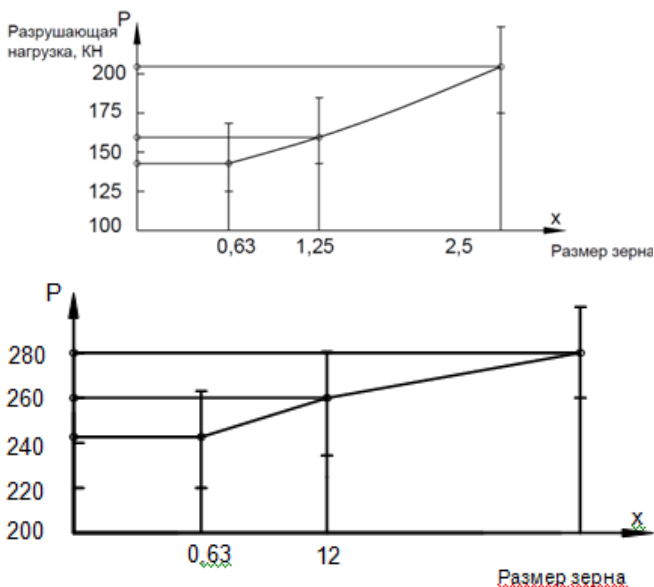 Разрушающая
нагрузка, КН
P
200
175
150
125
100
0,63 1,25 2,5
x
Размер зерна
P
280
260
240
220
200
0,63 12
x
Размер зерна